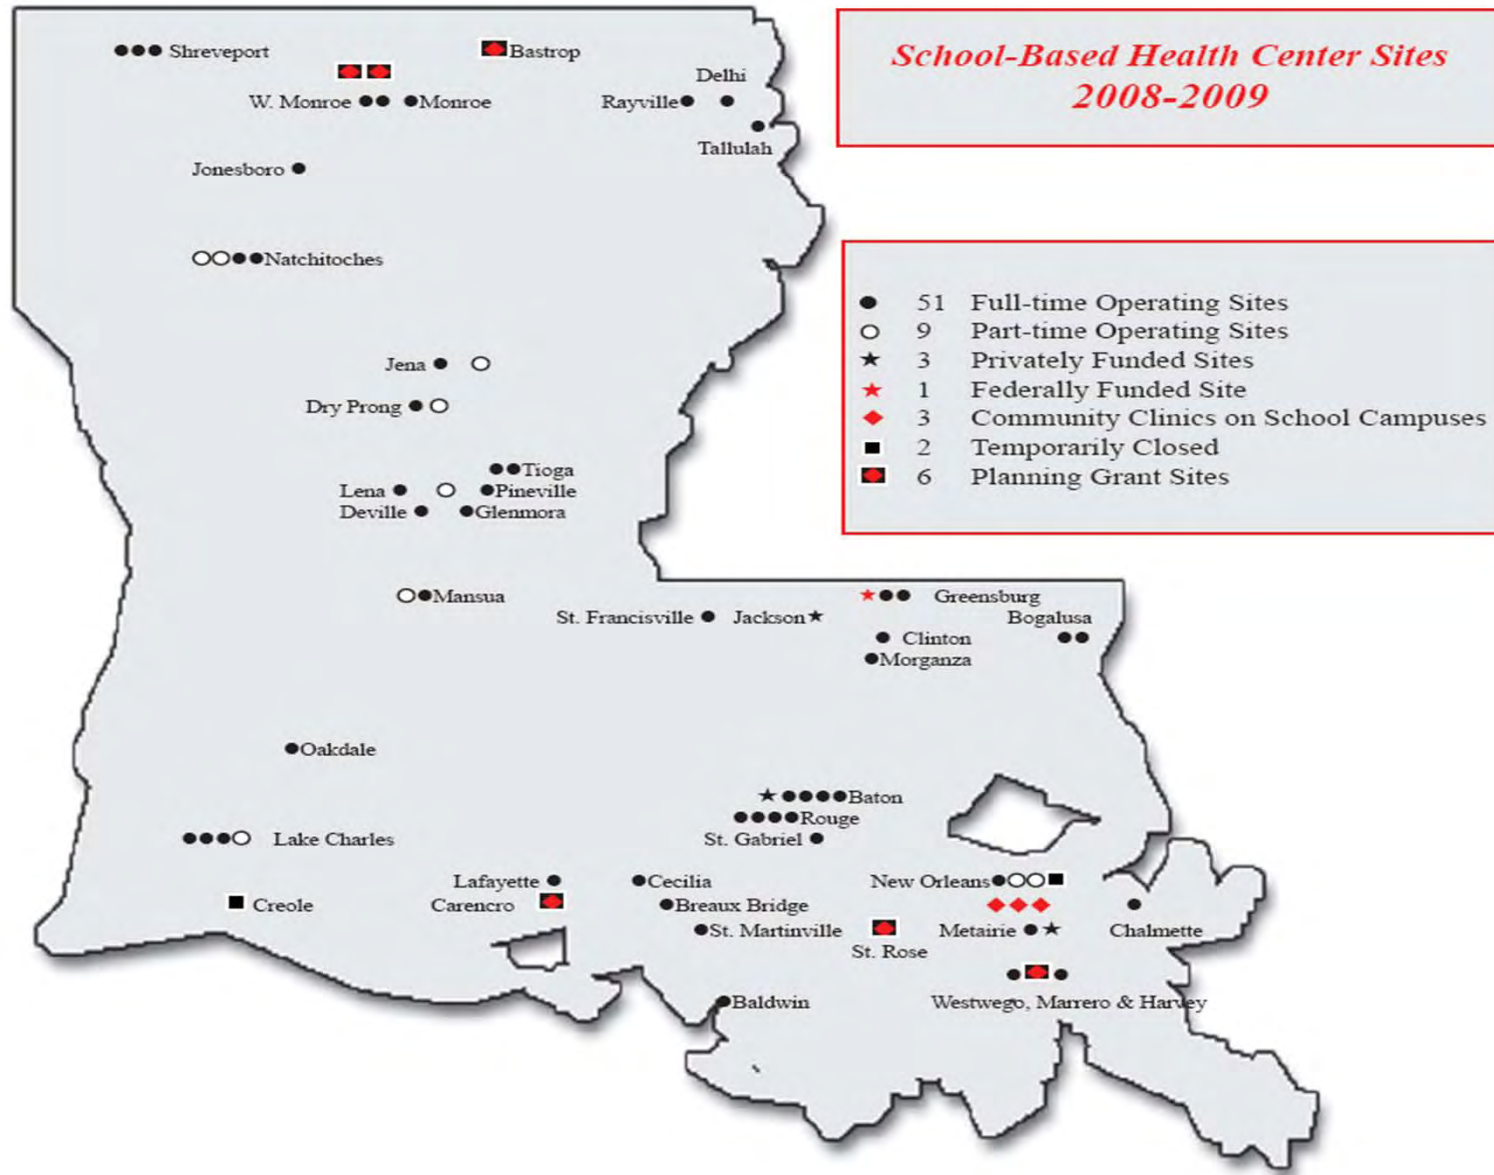 School-Based Health Center Sites
2008-2009
Shreveport
Bastrop
Delhi
W. Monroe
Monroe
Rayville
Tallulah
Jonesboro
Natchitoches
51 Full-time Operating Sites
9 Part-time Operating Sites
3 Privately Funded Sites
1 Federally Funded Site
3 Community Clinics on School Campuses
2 Temporarily Closed
6 Planning Grant Sites
Jena
Dry Prong
Tioga
Lena
Pineville
Deville
Glenmora
Mansua
Greensburg
St. Francisville
Jackson
Bogalusa
Clinton
Morganza
Oakdale
Baton
Rouge
St. Gabriel
Lake Charles
Lafayette
Cecilia
New Orleans
Creole
Carencro
Breaux Bridge
St. Martinville
Metairie
Chalmette
St. Rose
Baldwin
Westwego, Marrero & Harvey